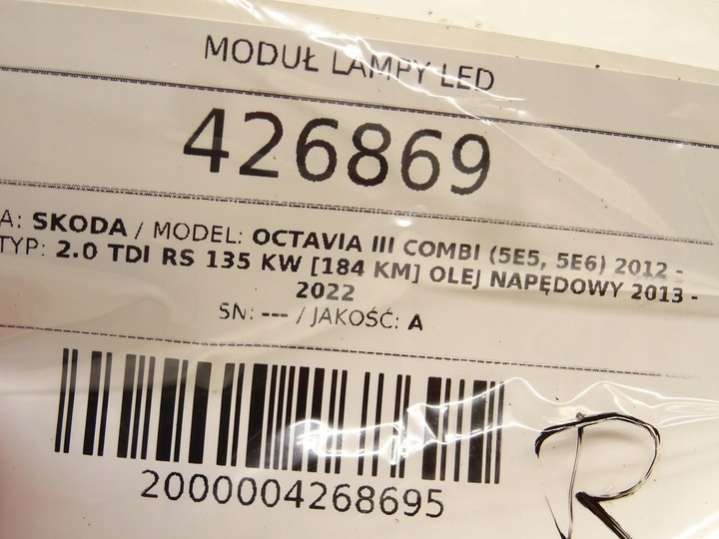 MODUŁ LAMPY LED
426869
A: SKODA / MODEL: OCTAVIA III COMBI (5E5, 5E6) 2012 -
TYP: 2.0 TDI RS 135 KW [184 KM] OLEJ NAPĘDOWY 2013 -
2022
SN: --- / JAKOŚĆ: A
2000004268695
R